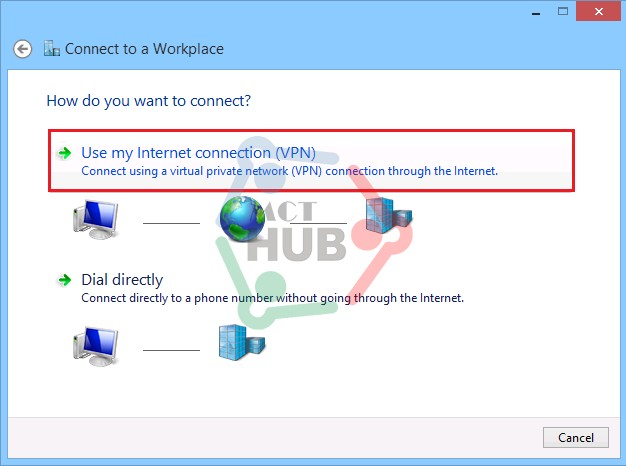 Connect to a Workplace
How do you want to connect?
Use my Internet connection (VPN)
Connect using a virtual private network (VPN) connection through the Internet.
ACT
HUB
Dial directly
Connect directly to a phone number without going through the Internet.
Cancel